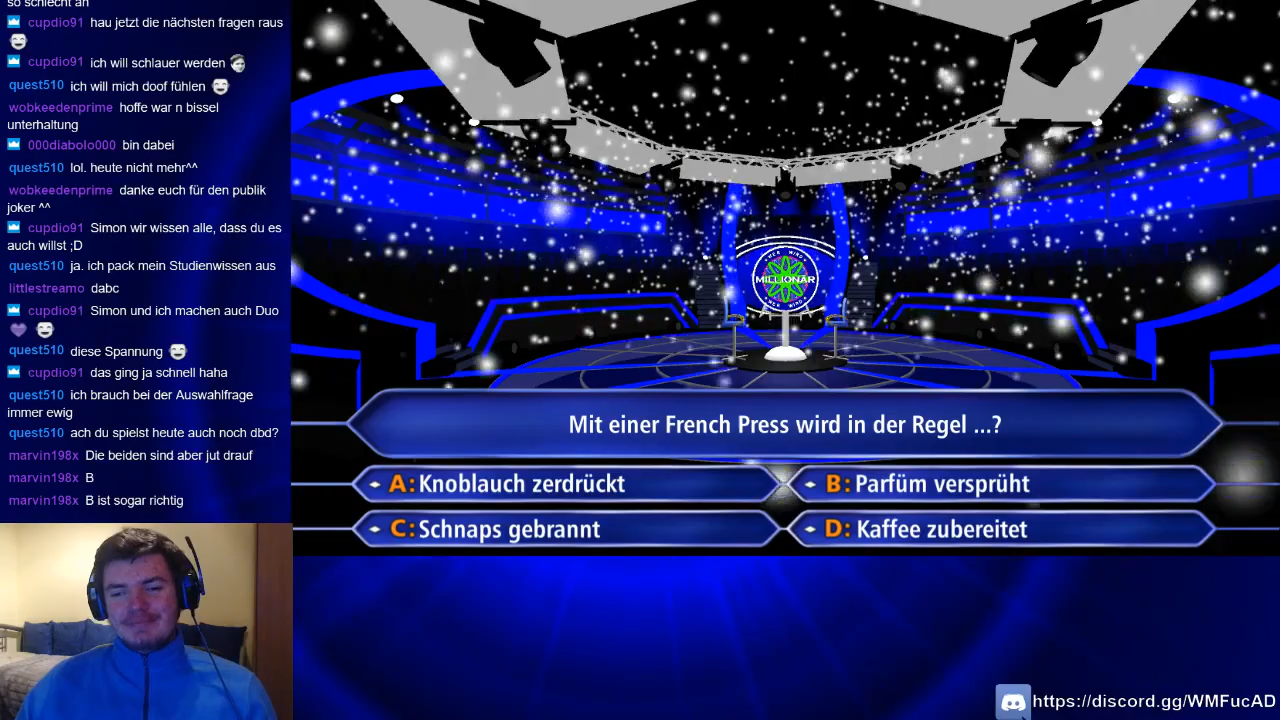 so schlecht an
cupdio91 hau jetzt die nächsten fragen raus
cupdio91 ich will schlauer werden
quest510 ich will mich doof fühlen
wobkeedenprime hoffe war n bissel
unterhaltung
000diabolo000 bin dabei
quest510 lol. heute nicht mehr^^
wobkeedenprime danke euch für den publik
joker ^^
cupdio91 Simon wir wissen alle, dass du es
auch willst ;D
quest510 ja. ich pack mein Studienwissen aus
littlestreamo dabc
cupdio91 Simon und ich machen auch Duo
quest510 diese Spannung
cupdio91 das ging ja schnell haha
quest510 ich brauch bei der Auswahlfrage
immer ewig
quest510 ach du spielst heute auch noch dbd?
marvin198x Die beiden sind aber jut drauf
marvin198x B
marvin198x B ist sogar richtig
WER WIRD
MILLIONÄR
WER WIRD
Mit einer French Press wird in der Regel ...?
A: Knoblauch zerdrückt
B: Parfüm versprüht
C: Schnaps gebrannt
D: Kaffee zubereitet
https://discord.gg/WMFucAD